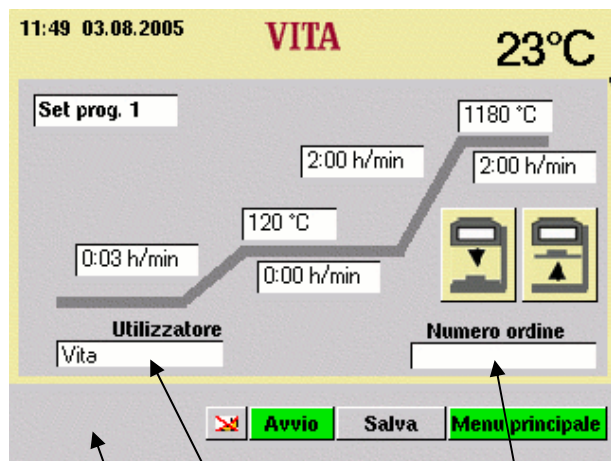 11:49 03.08.2005
VITA
23°C
Set prog. 1
1180 °C
2:00 h/min
2:00 h/min
120 °C
0:03 h/min
0:00 h/min
Utilizzatore
Numero ordine
Vita
Avvio
Salva
Menu principale